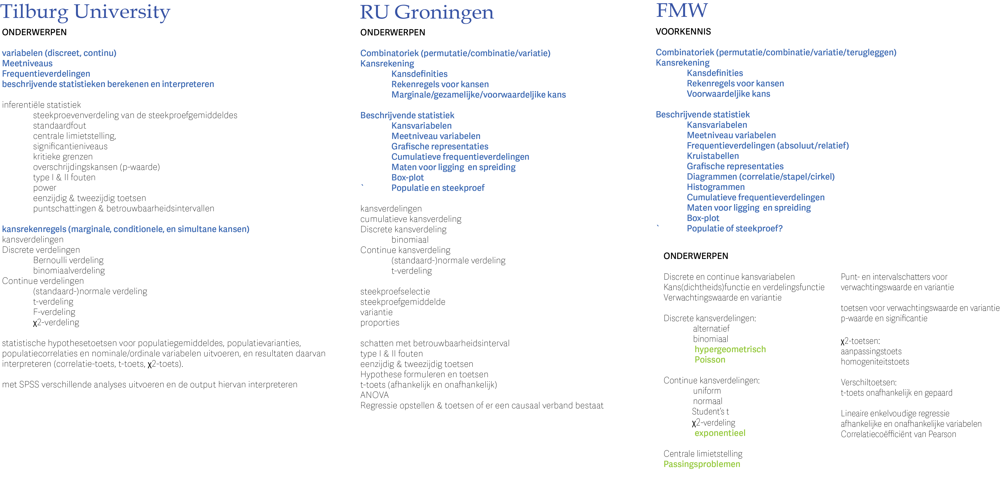 Tilburg University
ONDERWERPEN
variabelen (discreet, continu)
Meetniveaus
Frequentieverdelingen
beschrijvende statistieken berekenen en interpreteren
inferentiële statistiek
steekproevenverdeling van de steekproefgemiddeldes
standaardfout
centrale limietstelling,
significantieniveaus
kritieke grenzen
overschrijdingskansen (p-waarde)
type I & II fouten
power
eenzijdig & tweezijdig toetsen
puntschattingen & betrouwbaarheidsintervallen
kansrekenregels (marginale, conditionele, en simultane kansen)
kansverdelingen
Discrete verdelingen
Bernoulli verdeling
binomiaalverdeling
Continue verdelingen
(standaard-)normale verdeling
t-verdeling
F-verdeling
χ2-verdeling
statistische hypothesetoetsen voor populatiegemiddeldes, populatievarianties,
populatiecorrelaties en nominale/ordinale variabelen uitvoeren, en resultaten daarvan
interpreteren (correlatie-toets, t-toets, χ2-toets).
met SPSS verschillende analyses uitvoeren en de output hiervan interpreteren
RU Groningen
ONDERWERPEN
Combinatoriek (permutatie/combinatie/variatie)
Kansrekening
Kansdefinities
Rekenregels voor kansen
Marginale/gezamelijke/voorwaardeljike kans
Beschrijvende statistiek
Kansvariabelen
Meetniveau variabelen
Grafische representaties
Cumulatieve frequentieverdelingen
Maten voor ligging en spreiding
Box-plot
` Populatie en steekproef
kansverdelingen
cumulatieve kansverdeling
Discrete kansverdeling
binomiaal
Continue kansverdeling
(standaard-)normale verdeling
t-verdeling
steekproefselectie
steekproefgemiddelde
variantie
proporties
schatten met betrouwbaarheidsinterval
type I & II fouten
eenzijdig & tweezijdig toetsen
Hypothese formuleren en toetsen
t-toets (afhankelijk en onafhankelijk)
ANOVA
Regressie opstellen & toetsen of er een causaal verband bestaat
FMW
VOORKENNIS
Combinatoriek (permutatie/combinatie/variatie/terugleggen)
Kansrekening
Kansdefinities
Rekenregels voor kansen
Voorwaardeljike kans
Beschrijvende statistiek
Kansvariabelen
Meetniveau variabelen
Frequentieverdelingen (absoluut/relatief)
Kruistabellen
Grafische representaties
Diagrammen (correlatie/stapel/cirkel)
Histogrammen
Cumulatieve frequentieverdelingen
Maten voor ligging en spreiding
Box-plot
` Populatie of steekproef?
ONDERWERPEN
Discrete en continue kansvariabelen
Kans(dichtheids)functie en verdelingsfunctie
Verwachtingswaarde en variantie
Discrete kansverdelingen:
alternatief
binomiaal
hypergeometrisch
Poisson
Continue kansverdelingen:
uniform
normaal
Student's t
χ2-verdeling
exponentieel
Centrale limietstelling
Passingsproblemen
Punt- en intervalschatters voor
verwachtingswaarde en variantie
toetsen voor verwachtingswaarde en variantie
p-waarde en significantie
χ2-toetsen:
aanpassingstoets
homogeniteitstoets
Verschiltoetsen:
t-toets onafhankelijk en gepaard
Lineaire enkelvoudige regressie
afhankelijke en onafhankelijke variabelen
Correlatiecoëfficiënt van Pearson